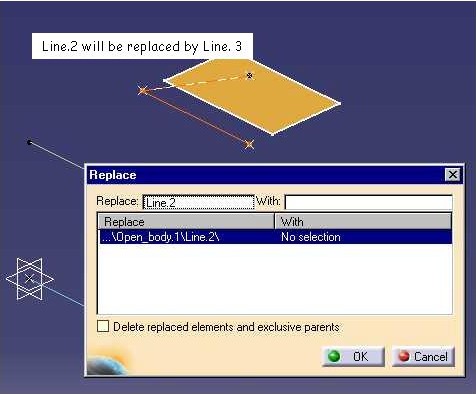 Line.2 will be replaced by Line. 3
Replace
Replace: Line.2 With:
Replace With
...\Open_body.1\Line.2\ No selection
Delete replaced elements and exclusive parents
OK Cancel